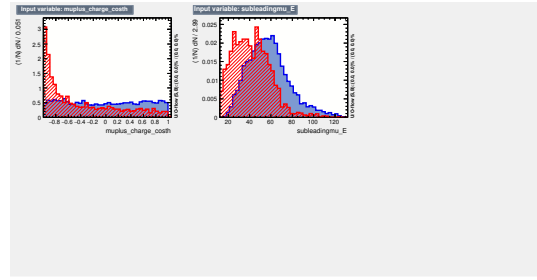 Input variable: muplus_charge_costh
(1/N) dN / 0.051
3
2.5
2
1.5
1
0.5
0
-0.8 -0.6 -0.4 -0.2 0 0.2 0.4 0.6 0.8 1
muplus_charge_costh
Input variable: subleadingmu_E
(1/N) dN /
0.025
0.02
0.015
0.01
0.005
0
20 40 60 80 100 120
subleadingmu_E